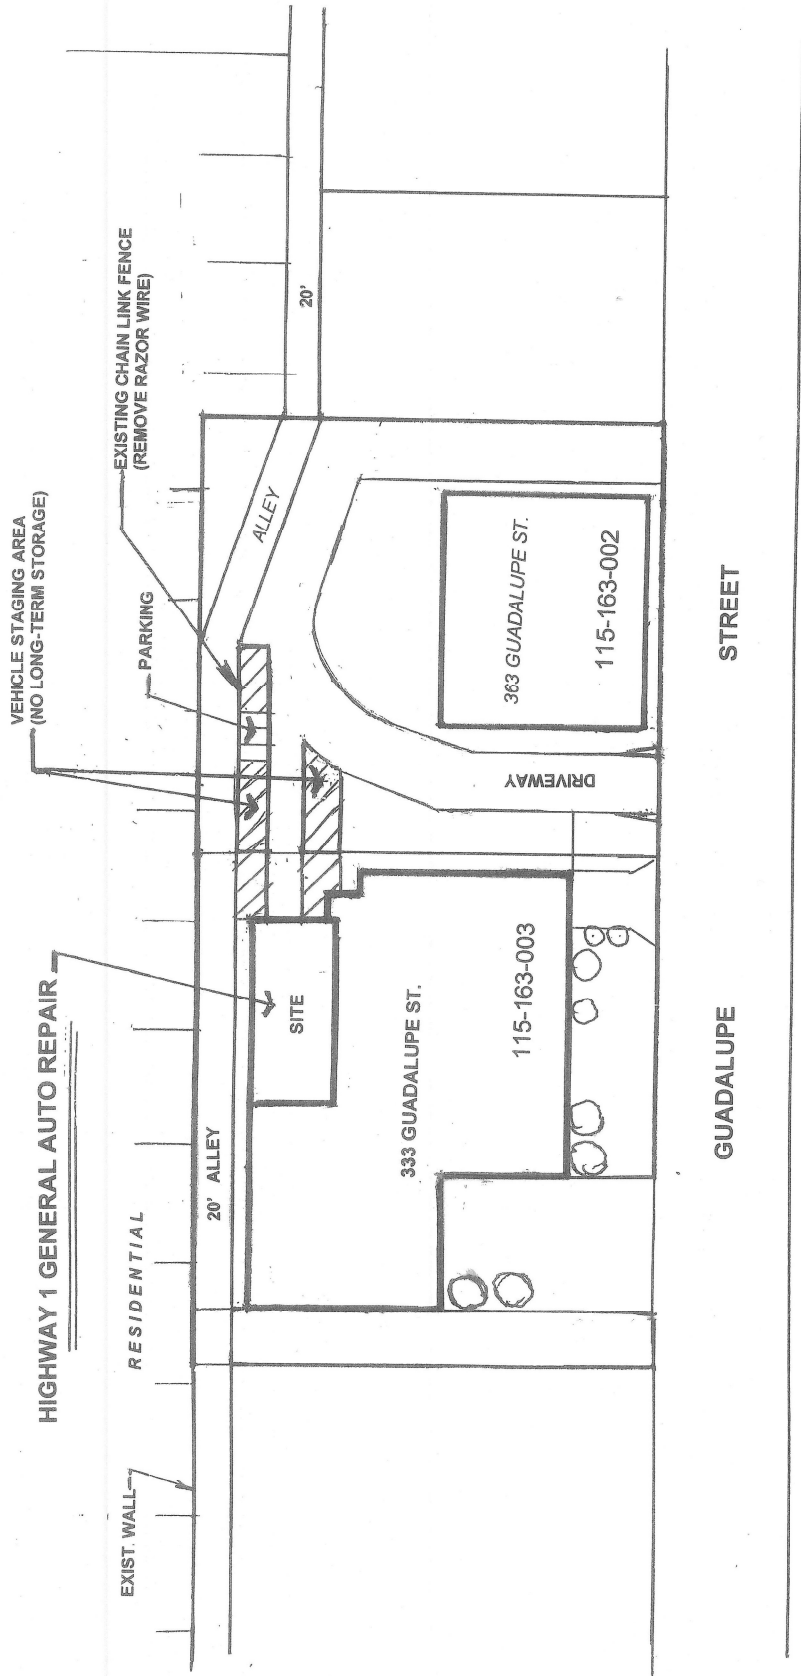 HIGHWAY 1 GENERAL AUTO REPAIR
VEHICLE STAGING AREA
(NO LONG-TERM STORAGE)
EXISTING CHAIN LINK FENCE
(REMOVE RAZOR WIRE)
PARKING
EXIST. WALL
RESIDENTIAL
20' ALLEY
ALLEY
20'
SITE
333 GUADALUPE ST.
115-163-003
DRIVEWAY
363 GUADALUPE ST.
115-163-002
GUADALUPE STREET